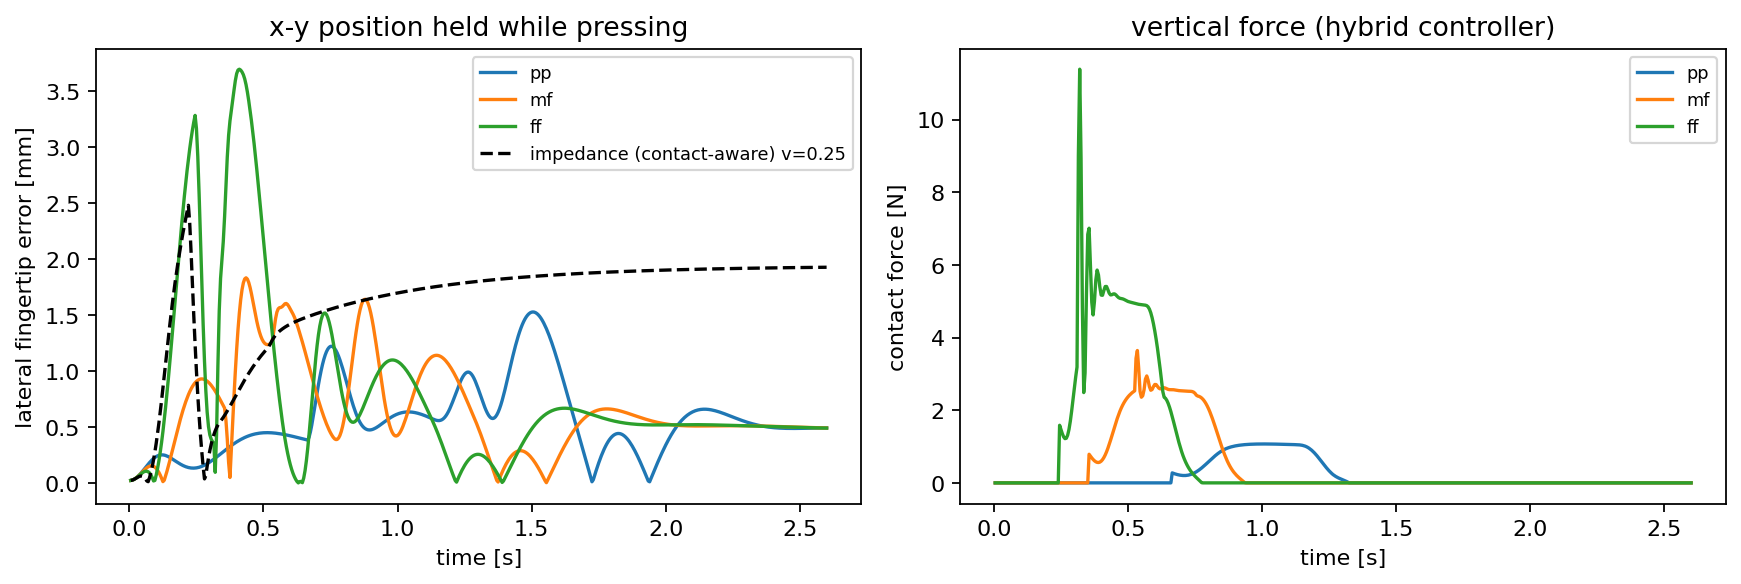 x-y position held while pressing
lateral fingertip error [mm]
3.5
3.0
2.5
2.0
1.5
1.0
0.5
0.0
pp
mf
ff
impedance (contact-aware) v=0.25
0.0 0.5 1.0 1.5 2.0 2.5
time [s]
vertical force (hybrid controller)
contact force [N]
10
8
6
4
2
0
pp
mf
ff
0.0 0.5 1.0 1.5 2.0 2.5
time [s]